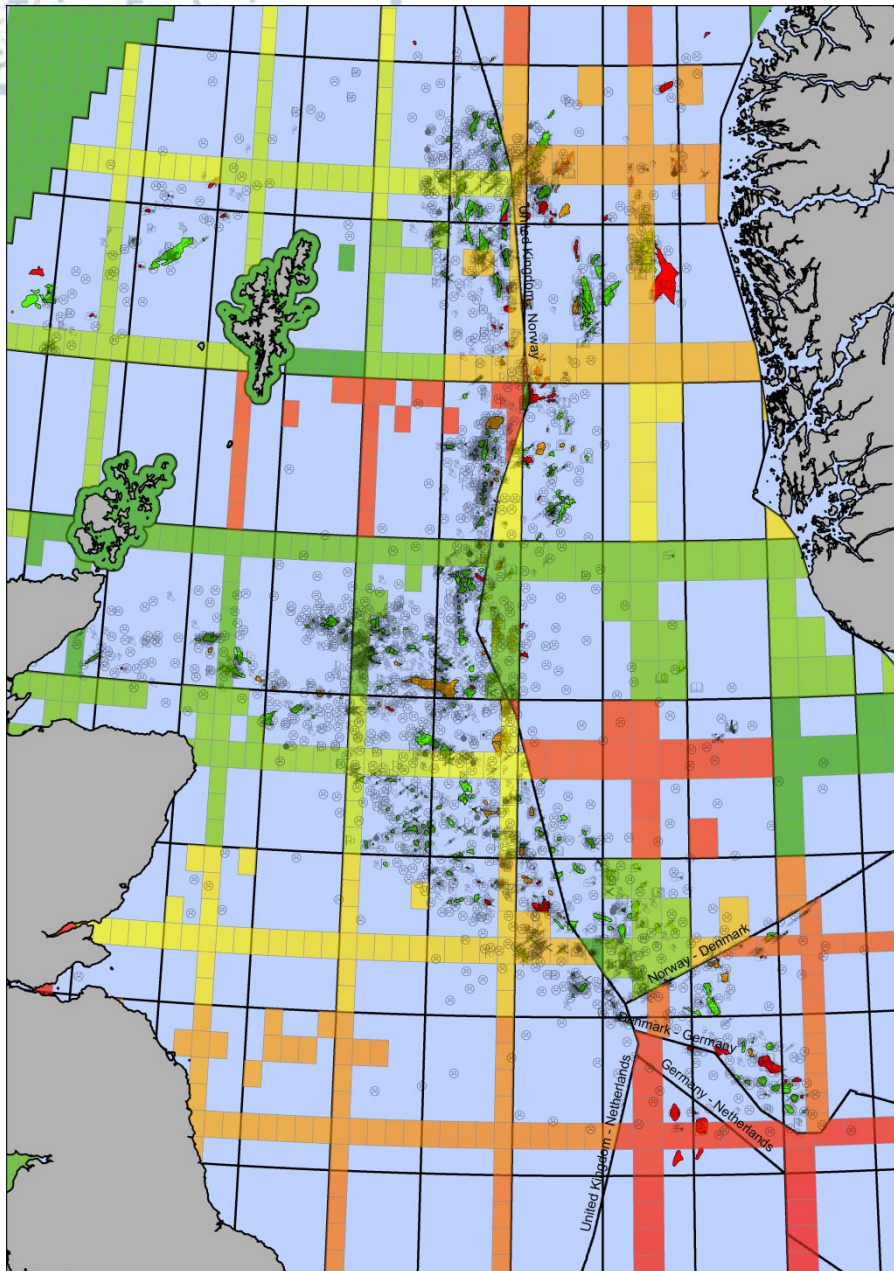 United Kingdom - Norway
Norway - Denmark
Denmark - Germany
Germany - Netherlands
United Kingdom - Netherlands